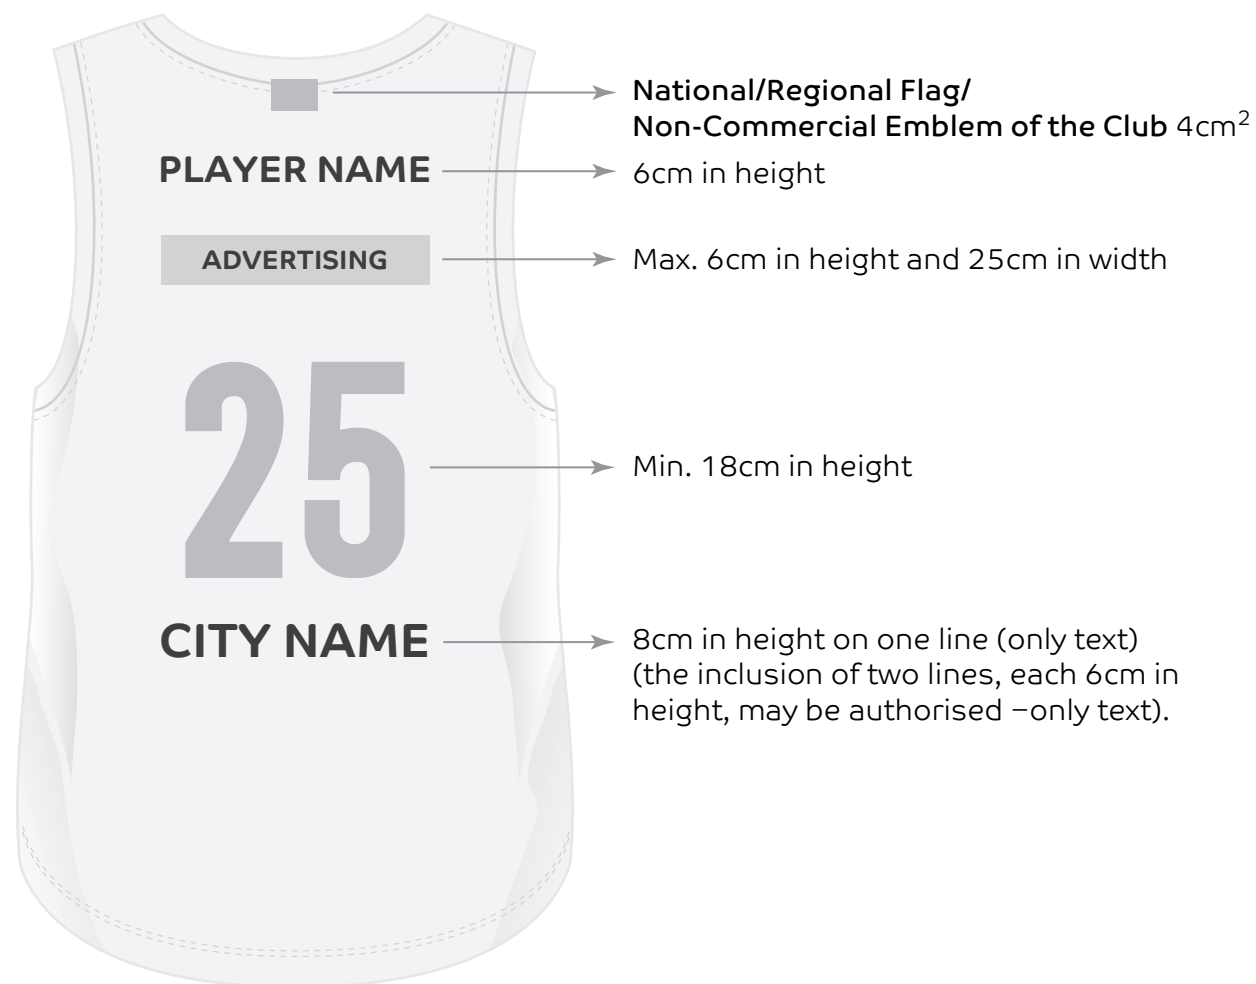 National/Regional Flag/
Non-Commercial Emblem of the Club 4cm²
PLAYER NAME
6cm in height
ADVERTISING
Max. 6cm in height and 25cm in width
25
Min. 18cm in height
CITY NAME
8cm in height on one line (only text)
(the inclusion of two lines, each 6cm in
height, may be authorised –only text).